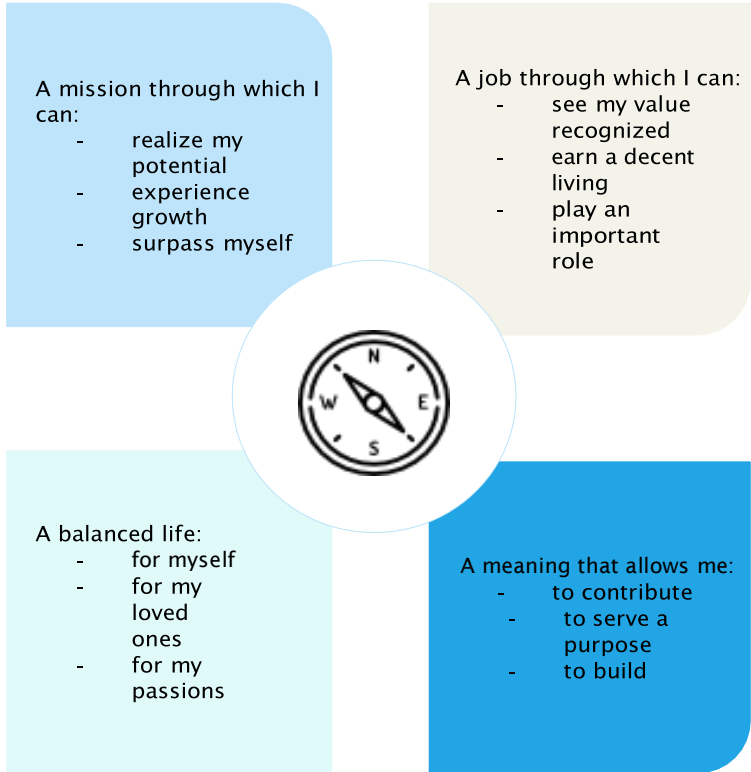 A mission through which I
can:
- realize my
potential
- experience
growth
- surpass myself
A job through which I can:
- see my value
recognized
- earn a decent
living
- play an
important
role
N
W E
S
A balanced life:
- for myself
- for my
loved
ones
- for my
passions
A meaning that allows me:
- to contribute
- to serve a
purpose
- to build